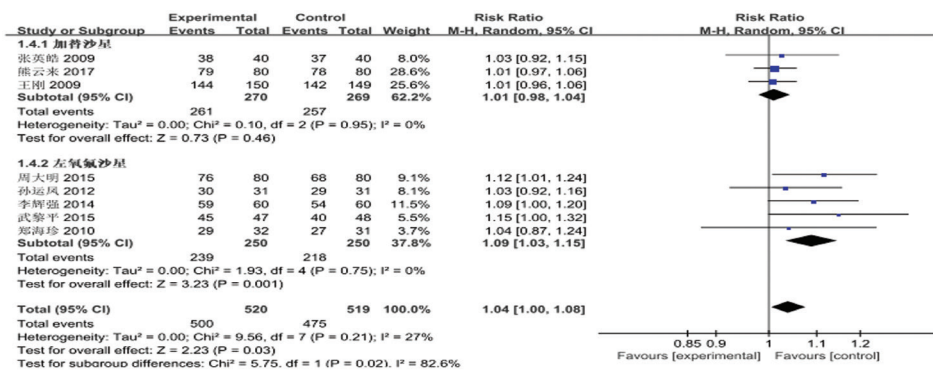 Experimental Control Risk Ratio Risk Ratio
Study or Subgroup Events Total Events Total Weight M-H, Random, 95% CI M-H, Random, 95% CI
1.4.1 加替沙星
张英皓 2009 38 40 37 40 8.0% 1.03 [0.92, 1.15]
熊云来 2017 79 80 78 80 28.6% 1.01 [0.97, 1.06]
王刚 2009 144 150 142 149 25.6% 1.01 [0.96, 1.06]
Subtotal (95% CI) 270 269 62.2% 1.01 [0.98, 1.04]
Total events 261 257
Heterogeneity: Tau² = 0.00; Chi² = 0.10, df = 2 (P = 0.95); I² = 0%
Test for overall effect: Z = 0.73 (P = 0.46)
1.4.2 左氧氟沙星
周大明 2015 76 80 68 80 9.1% 1.12 [1.01, 1.24]
孙运风 2012 30 31 29 31 8.1% 1.03 [0.92, 1.16]
李辉强 2014 59 60 54 60 11.5% 1.09 [1.00, 1.20]
武黎平 2015 45 47 40 48 5.5% 1.15 [1.00, 1.32]
郑海珍 2010 29 32 27 31 3.7% 1.04 [0.87, 1.24]
Subtotal (95% CI) 250 250 37.8% 1.09 [1.03, 1.15]
Total events 239 218
Heterogeneity: Tau² = 0.00; Chi² = 1.93, df = 4 (P = 0.75); I² = 0%
Test for overall effect: Z = 3.23 (P = 0.001)
Total (95% CI) 520 519 100.0% 1.04 [1.00, 1.08]
Total events 500 475
Heterogeneity: Tau² = 0.00; Chi² = 9.56, df = 7 (P = 0.21); I² = 27%
Test for overall effect: Z = 2.23 (P = 0.03)
Test for subgroup differences: Chi² = 5.75, df = 1 (P = 0.02), I² = 82.6%
0.85 0.9 1 1.1 1.2
Favours [experimental] Favours [control]